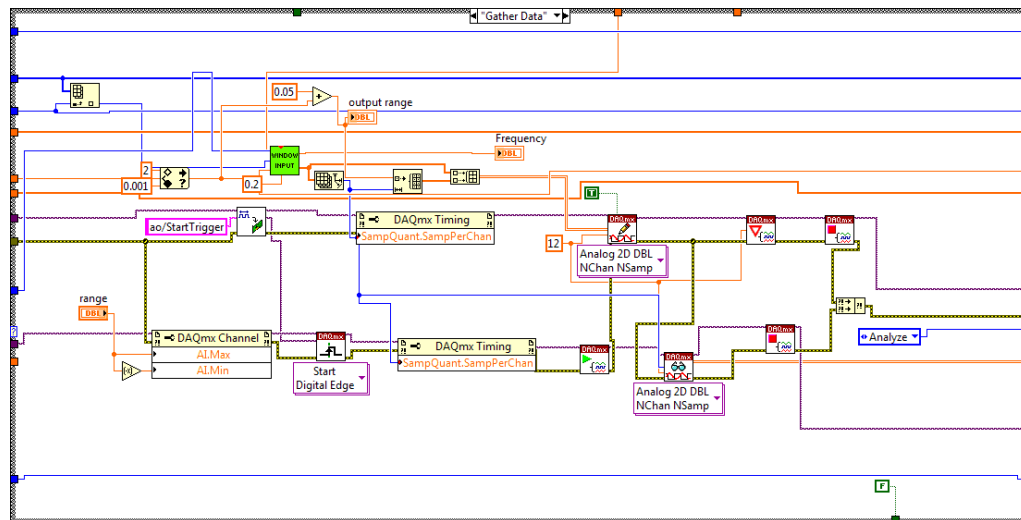 "Gather Data"
0.05
output range
DBL
Frequency
DBL
WINDOW
INPUT
2
0.001
0.2
T
ao/StartTrigger
DAQmx Timing
SampQuant.SampPerChan
DAQmx
DAQmx
DAQmx
12
Analog 2D DBL
NChan NSamp
range
DBL
DAQmx Channel
AI.Max
AI.Min
DAQmx
Start
Digital Edge
DAQmx Timing
SampQuant.SampPerChan
DAQmx
DAQmx
DAQmx
Analyze
Analog 2D DBL
NChan NSamp
F